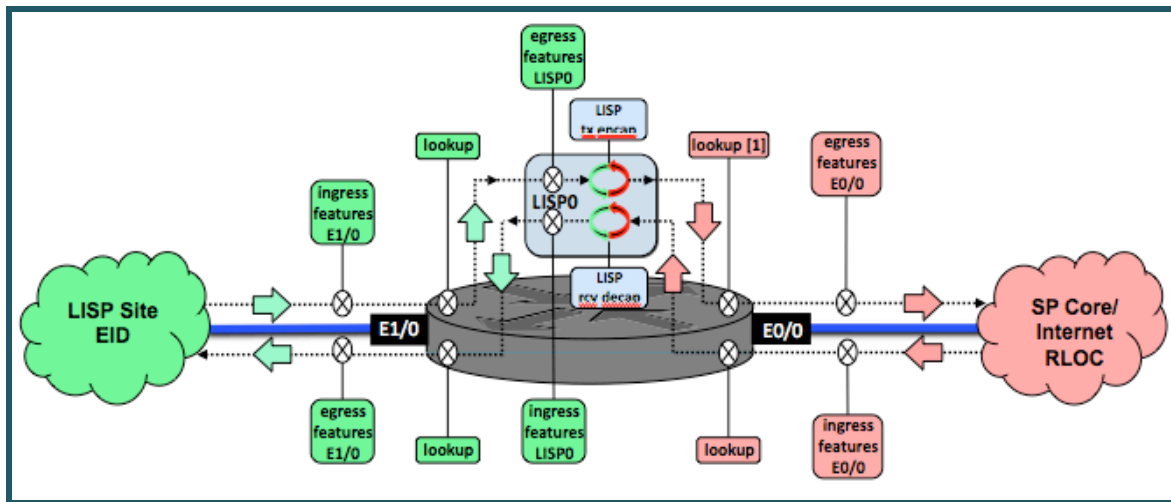 egress
features
LISP0
LISP
tx encap
lookup
lookup [1]
egress
features
E0/0
ingress
features
E1/0
LISP0
LISP
rcv decap
LISP Site
EID
E1/0
E0/0
SP Core/
Internet
RLOC
egress
features
E1/0
lookup
ingress
features
LISP0
lookup
ingress
features
E0/0